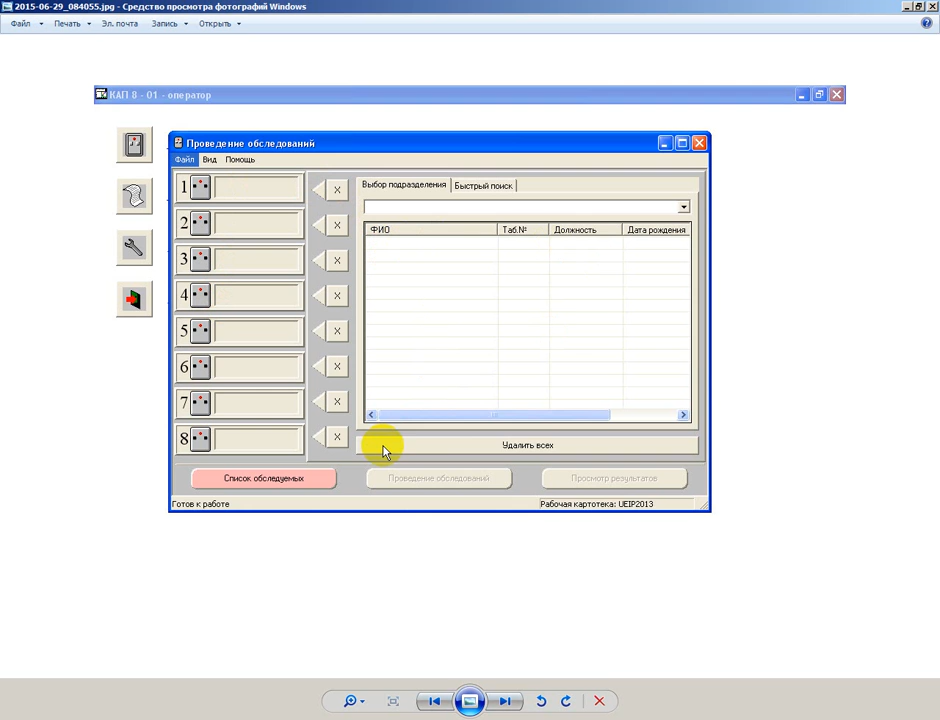 2015-06-29_084055.jpg - Средство просмотра фотографий Windows
Файл Печать Эл. почта Запись Открыть
КАП 8 - 01 - оператор
Проведение обследований
Файл Вид Помощь
1 X
2 X
3 X
4 X
5 X
6 X
7 X
8 X
Выбор подразделения Быстрый поиск
ФИО Таб.№ Должность Дата рождения
Удалить всех
Список обследуемых Проведение обследований Просмотр результатов
Готов к работе Рабочая картотека: UEIP2013